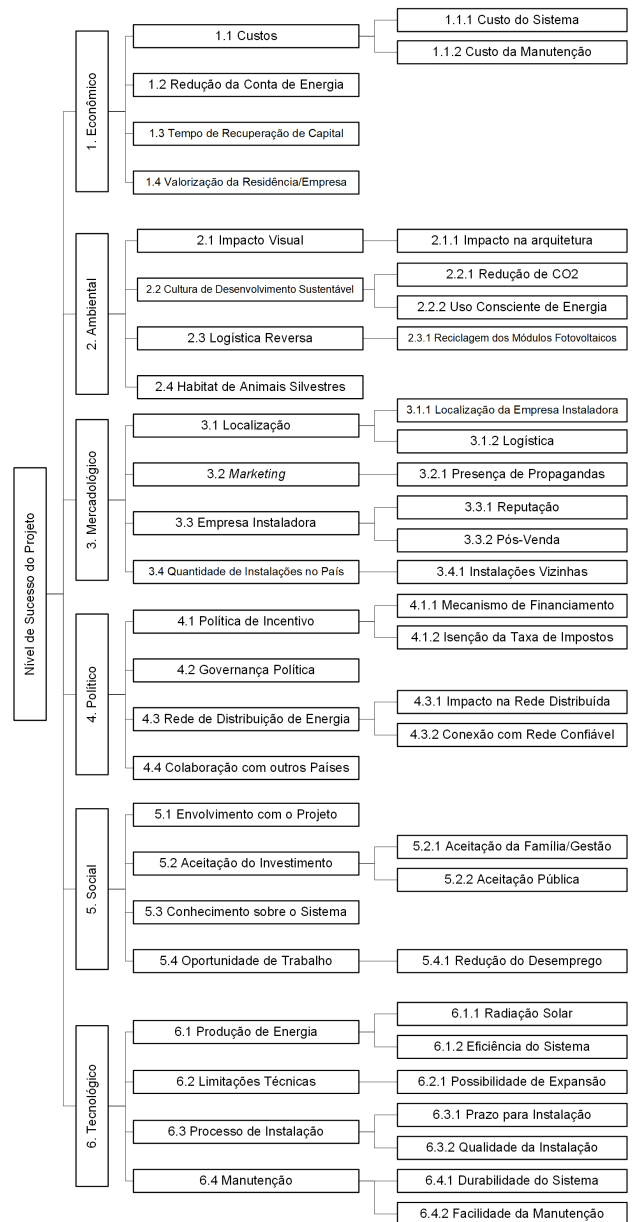 Nível de Sucesso do Projeto
1. Econômico
1.1 Custos
1.1.1 Custo do Sistema
1.1.2 Custo da Manutenção
1.2 Redução da Conta de Energia
1.3 Tempo de Recuperação de Capital
1.4 Valorização da Residência/Empresa
2. Ambiental
2.1 Impacto Visual
2.1.1 Impacto na arquitetura
2.2 Cultura de Desenvolvimento Sustentável
2.2.1 Redução de CO2
2.2.2 Uso Consciente de Energia
2.3 Logística Reversa
2.3.1 Reciclagem dos Módulos Fotovoltaicos
2.4 Habitat de Animais Silvestres
3. Mercadológico
3.1 Localização
3.1.1 Localização da Empresa Instaladora
3.1.2 Logística
3.2 Marketing
3.2.1 Presença de Propagandas
3.3 Empresa Instaladora
3.3.1 Reputação
3.3.2 Pós-Venda
3.4 Quantidade de Instalações no País
3.4.1 Instalações Vizinhas
4. Político
4.1 Política de Incentivo
4.1.1 Mecanismo de Financiamento
4.1.2 Isenção da Taxa de Impostos
4.2 Governança Política
4.3 Rede de Distribuição de Energia
4.3.1 Impacto na Rede Distribuída
4.3.2 Conexão com Rede Confiável
4.4 Colaboração com outros Países
5. Social
5.1 Envolvimento com o Projeto
5.2 Aceitação do Investimento
5.2.1 Aceitação da Família/Gestão
5.2.2 Aceitação Pública
5.3 Conhecimento sobre o Sistema
5.4 Oportunidade de Trabalho
5.4.1 Redução do Desemprego
6. Tecnológico
6.1 Produção de Energia
6.1.1 Radiação Solar
6.1.2 Eficiência do Sistema
6.2 Limitações Técnicas
6.2.1 Possibilidade de Expansão
6.3 Processo de Instalação
6.3.1 Prazo para Instalação
6.3.2 Qualidade da Instalação
6.4 Manutenção
6.4.1 Durabilidade do Sistema
6.4.2 Facilidade da Manutenção